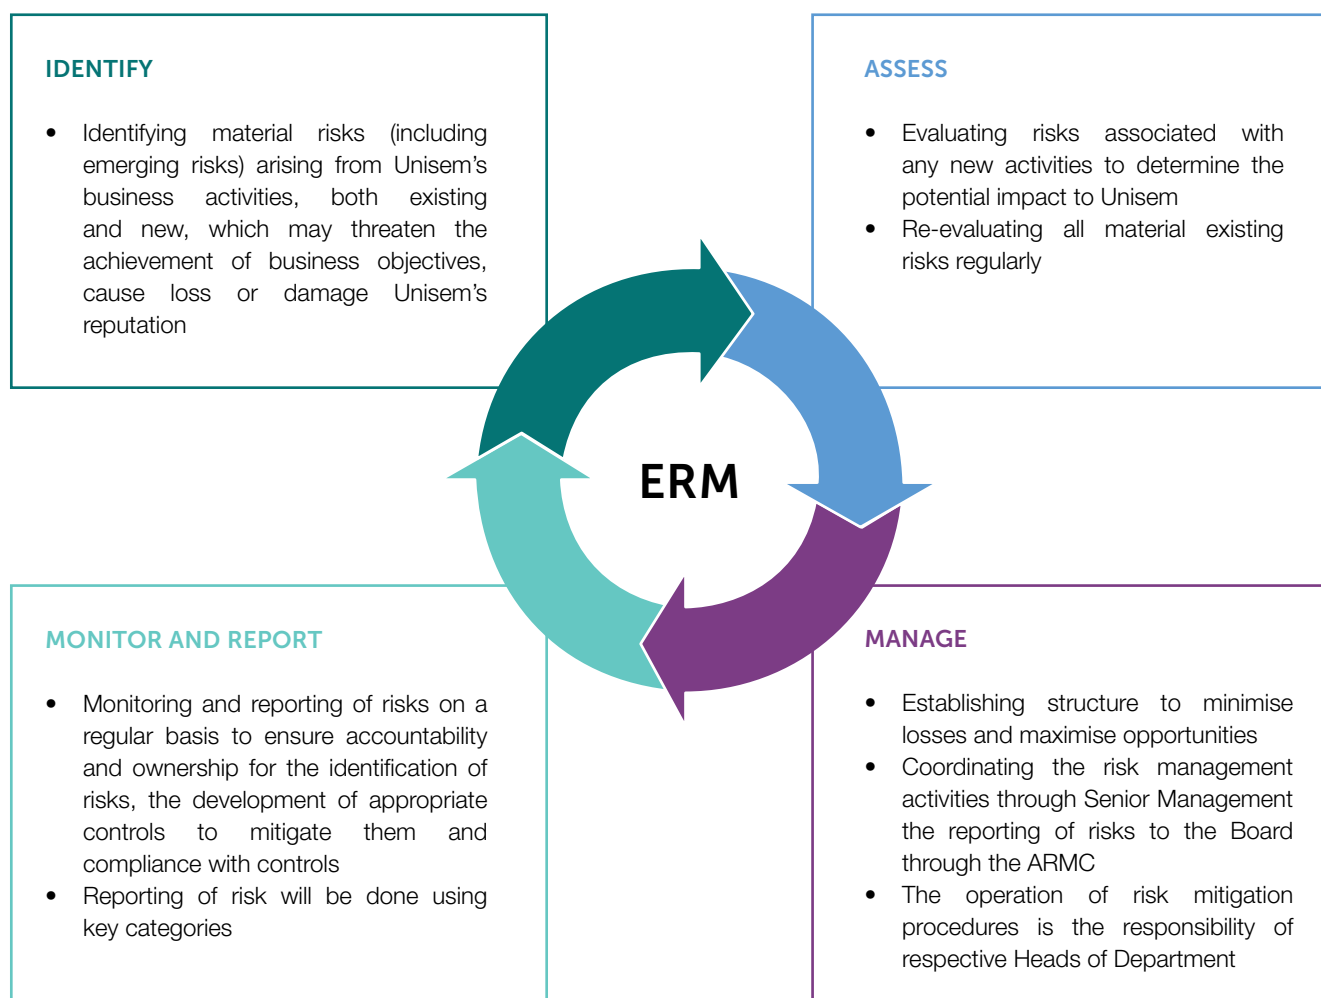 IDENTIFY
• Identifying material risks (including
emerging risks) arising from Unisem's
business activities, both existing
and new, which may threaten the
achievement of business objectives,
cause loss or damage Unisem's
reputation
ASSESS
• Evaluating risks associated with
any new activities to determine the
potential impact to Unisem
• Re-evaluating all material existing
risks regularly
ERM
MONITOR AND REPORT
• Monitoring and reporting of risks on a
regular basis to ensure accountability
and ownership for the identification of
risks, the development of appropriate
controls to mitigate them and
compliance with controls
• Reporting of risk will be done using
key categories
MANAGE
• Establishing structure to minimise
losses and maximise opportunities
• Coordinating the risk management
activities through Senior Management
the reporting of risks to the Board
through the ARMC
• The operation of risk mitigation
procedures is the responsibility of
respective Heads of Department